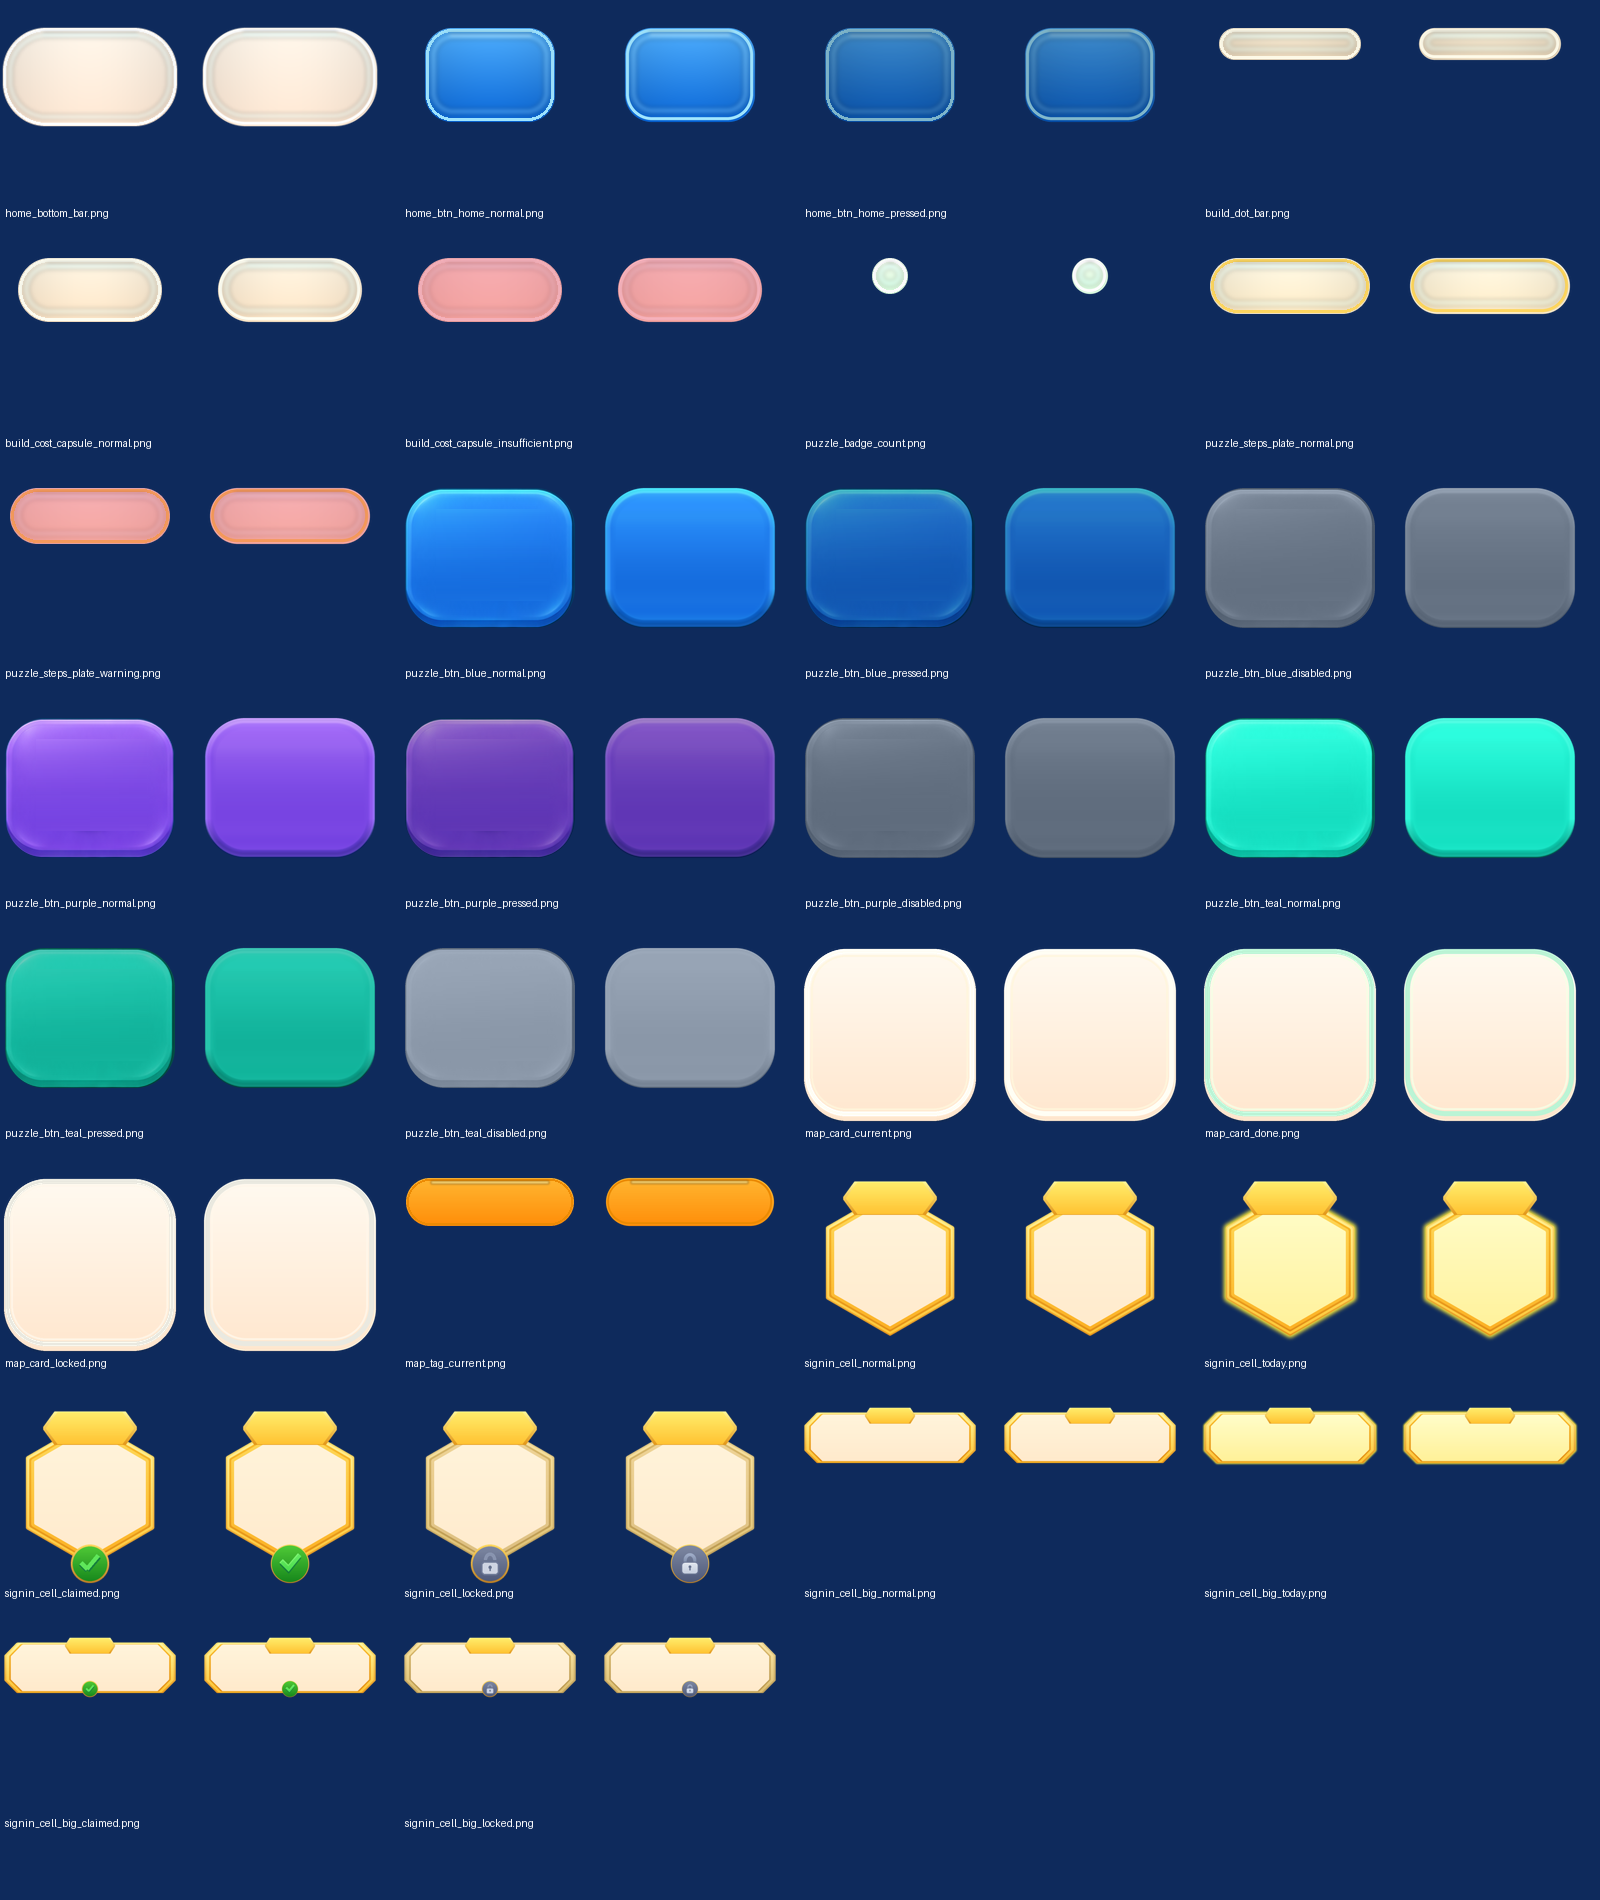 home_bottom_bar.png
home_btn_home_normal.png
home_btn_home_pressed.png
build_dot_bar.png
build_cost_capsule_normal.png
build_cost_capsule_insufficient.png
puzzle_badge_count.png
puzzle_steps_plate_normal.png
puzzle_steps_plate_warning.png
puzzle_btn_blue_normal.png
puzzle_btn_blue_pressed.png
puzzle_btn_blue_disabled.png
puzzle_btn_purple_normal.png
puzzle_btn_purple_pressed.png
puzzle_btn_purple_disabled.png
puzzle_btn_teal_normal.png
puzzle_btn_teal_pressed.png
puzzle_btn_teal_disabled.png
map_card_current.png
map_card_done.png
map_card_locked.png
map_tag_current.png
signin_cell_normal.png
signin_cell_today.png
signin_cell_claimed.png
signin_cell_locked.png
signin_cell_big_normal.png
signin_cell_big_today.png
signin_cell_big_claimed.png
signin_cell_big_locked.png